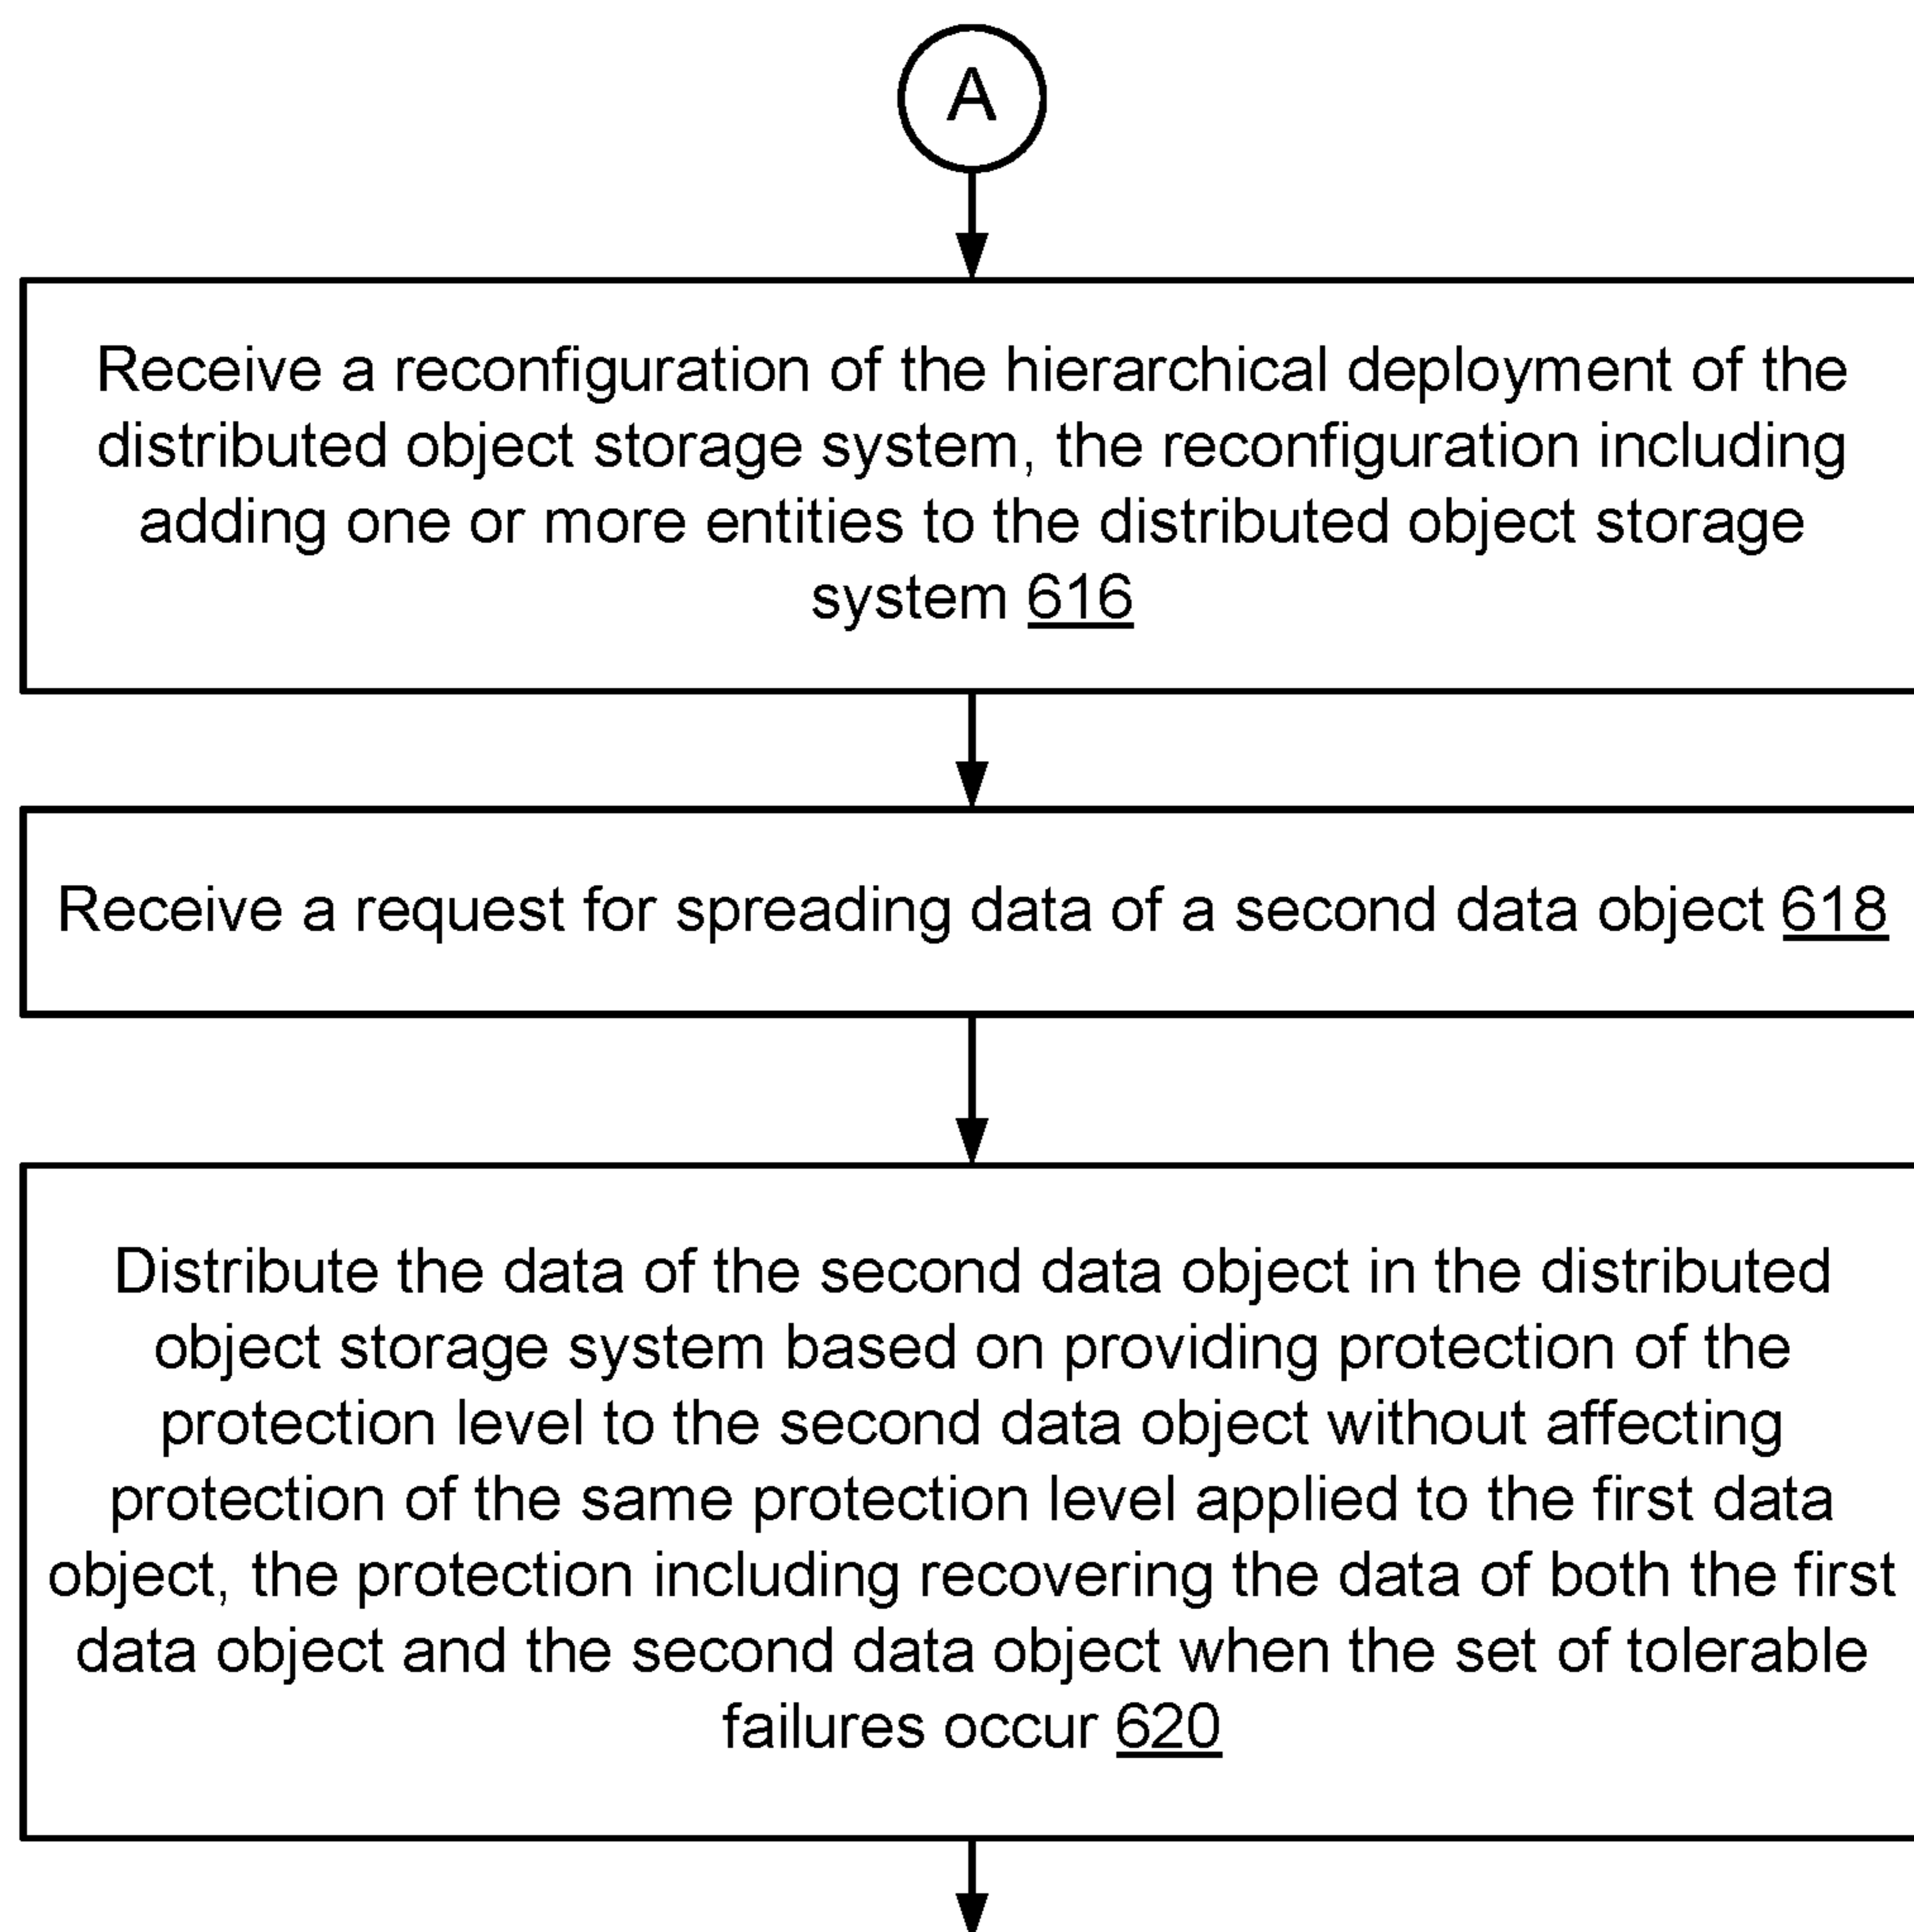 A
Receive a reconfiguration of the hierarchical deployment of the
distributed object storage system, the reconfiguration including
adding one or more entities to the distributed object storage
system 616
Receive a request for spreading data of a second data object 618
Distribute the data of the second data object in the distributed
object storage system based on providing protection of the
protection level to the second data object without affecting
protection of the same protection level applied to the first data
object, the protection including recovering the data of both the first
data object and the second data object when the set of tolerable
failures occur 620